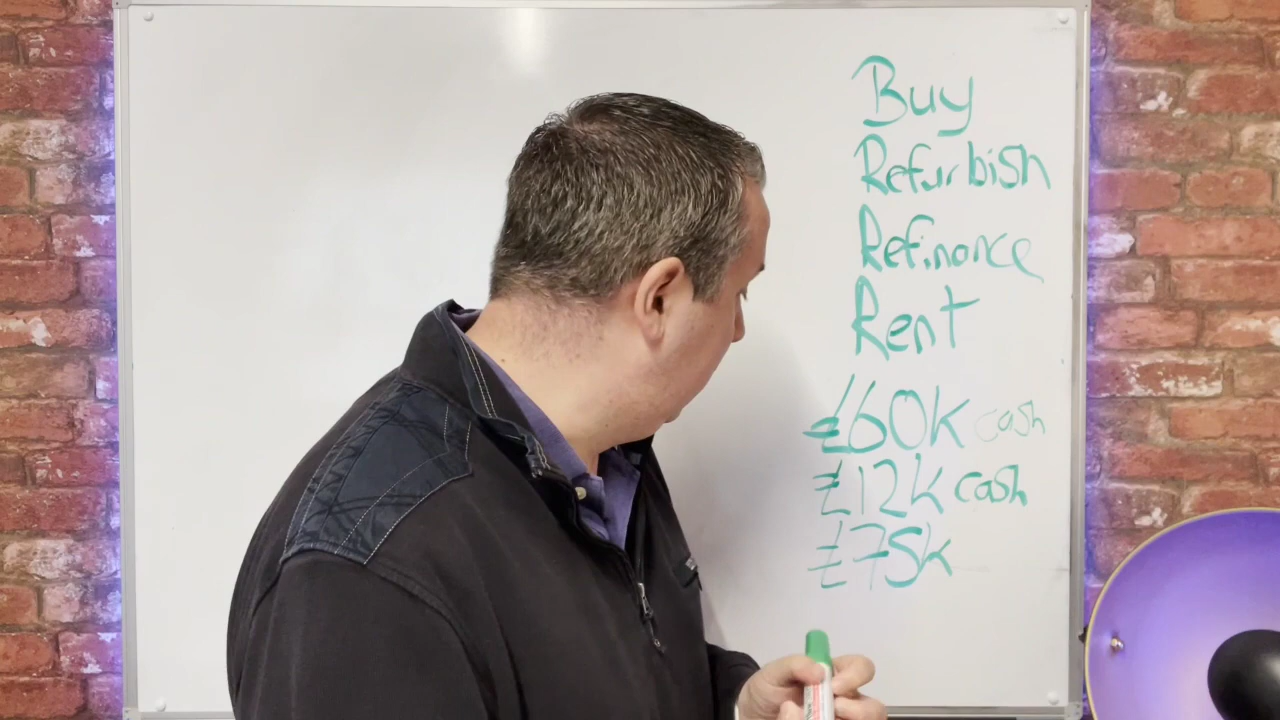 Buy
Refurbish
Refinance
Rent
£60k cash
£12k cash
£75k